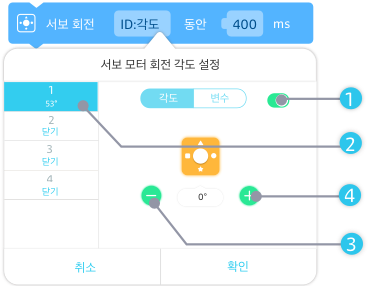 서보 회전 ID:각도 동안 400 ms
서보 모터 회전 각도 설정
1
53°
2
닫기
3
닫기
4
닫기
각도 변수
− 0° +
취소 확인
1
2
4
3